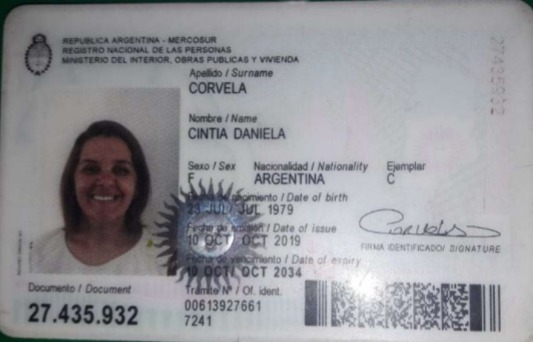 REPUBLICA ARGENTINA - MERCOSUR
REGISTRO NACIONAL DE LAS PERSONAS
MINISTERIO DEL INTERIOR, OBRAS PUBLICAS Y VIVIENDA
Apellido / Surname
CORVELA
Nombre / Name
CINTIA DANIELA
Sexo / Sex Nacionalidad / Nationality Ejemplar
F ARGENTINA C
Fecha de nacimiento / Date of birth
23 JUL/ JUL 1979
Fecha de emisión / Date of issue
10 OCT/ OCT 2019
FIRMA IDENTIFICADO/ SIGNATURE
Fecha de vencimiento / Date of expiry
10 OCT/ OCT 2034
Documento / Document
27.435.932
Trámite N° / Of. ident.
00613927661
7241
27435932